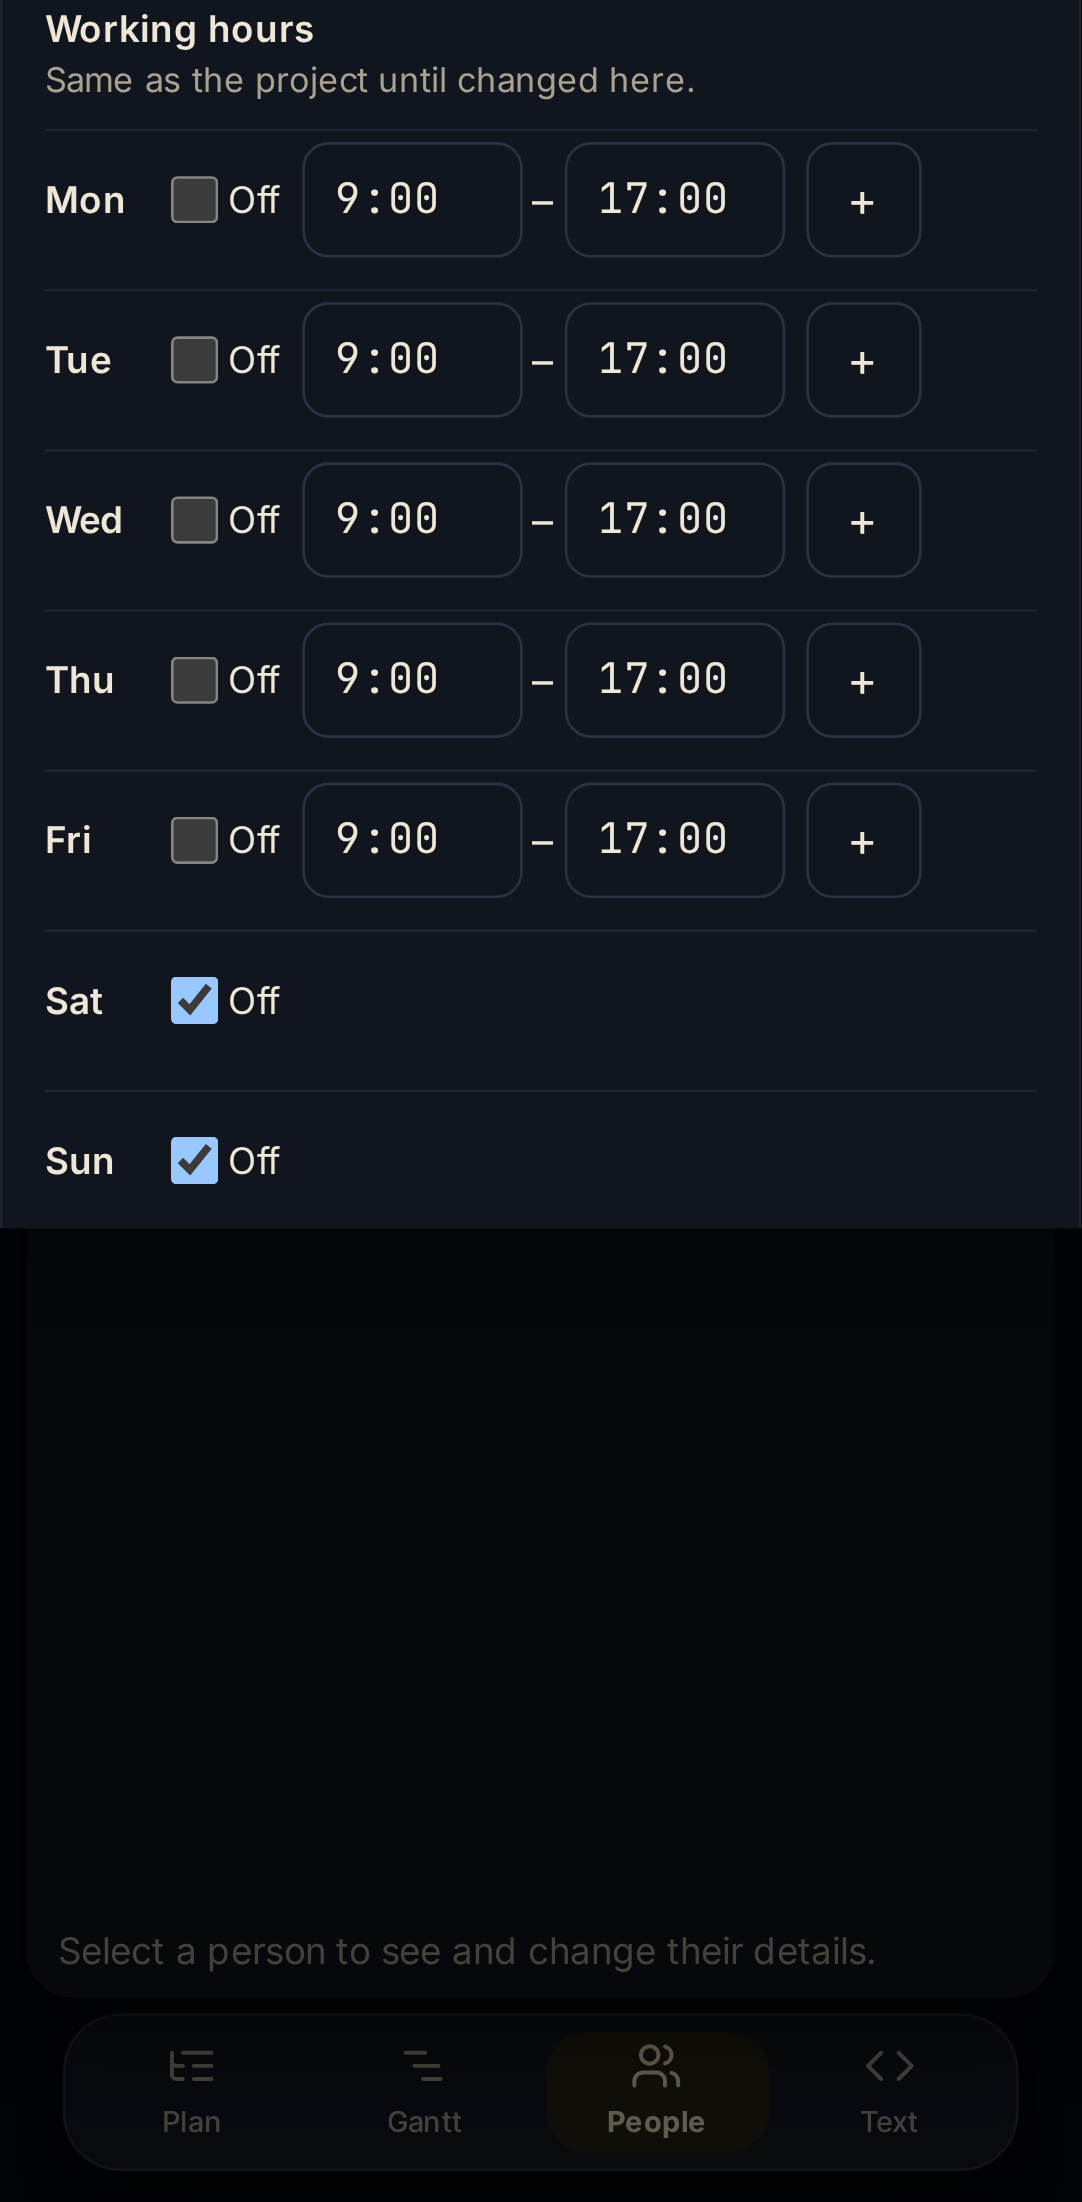 Working hours
Same as the project until changed here.
Mon Off 9:00 – 17:00 +
Tue Off 9:00 – 17:00 +
Wed Off 9:00 – 17:00 +
Thu Off 9:00 – 17:00 +
Fri Off 9:00 – 17:00 +
Sat Off
Sun Off
Select a person to see and change their details.
Plan Gantt People Text